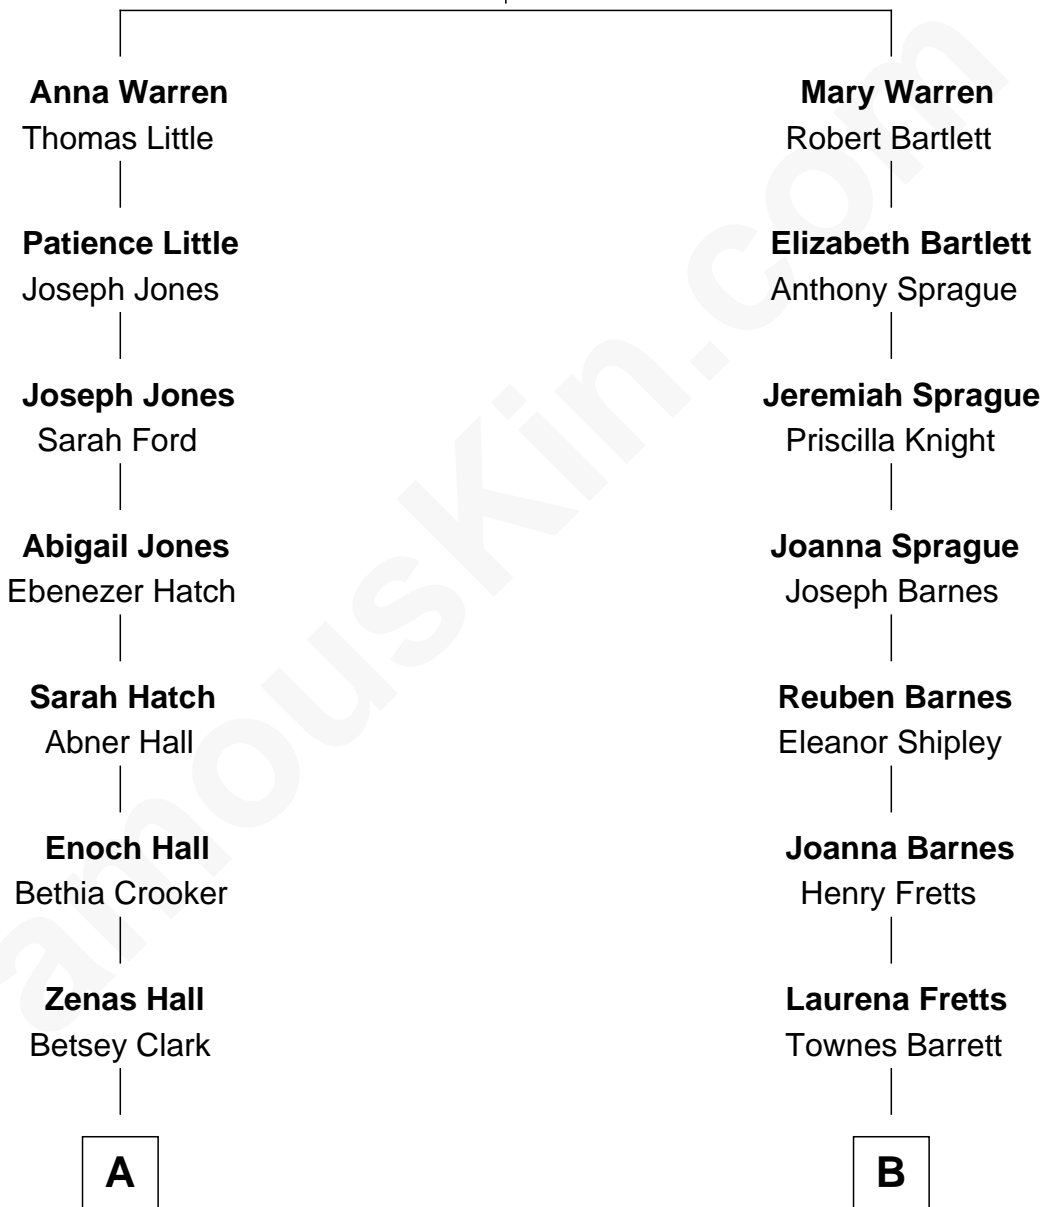 Anna Warren
Thomas Little
Patience Little
Joseph Jones
Joseph Jones
Sarah Ford
Abigail Jones
Ebenezer Hatch
Sarah Hatch
Abner Hall
Enoch Hall
Bethia Crooker
Zenas Hall
Betsey Clark
A
Mary Warren
Robert Bartlett
Elizabeth Bartlett
Anthony Sprague
Jeremiah Sprague
Priscilla Knight
Joanna Sprague
Joseph Barnes
Reuben Barnes
Eleanor Shipley
Joanna Barnes
Henry Fretts
Laurena Fretts
Townes Barrett
B
amouskin.com